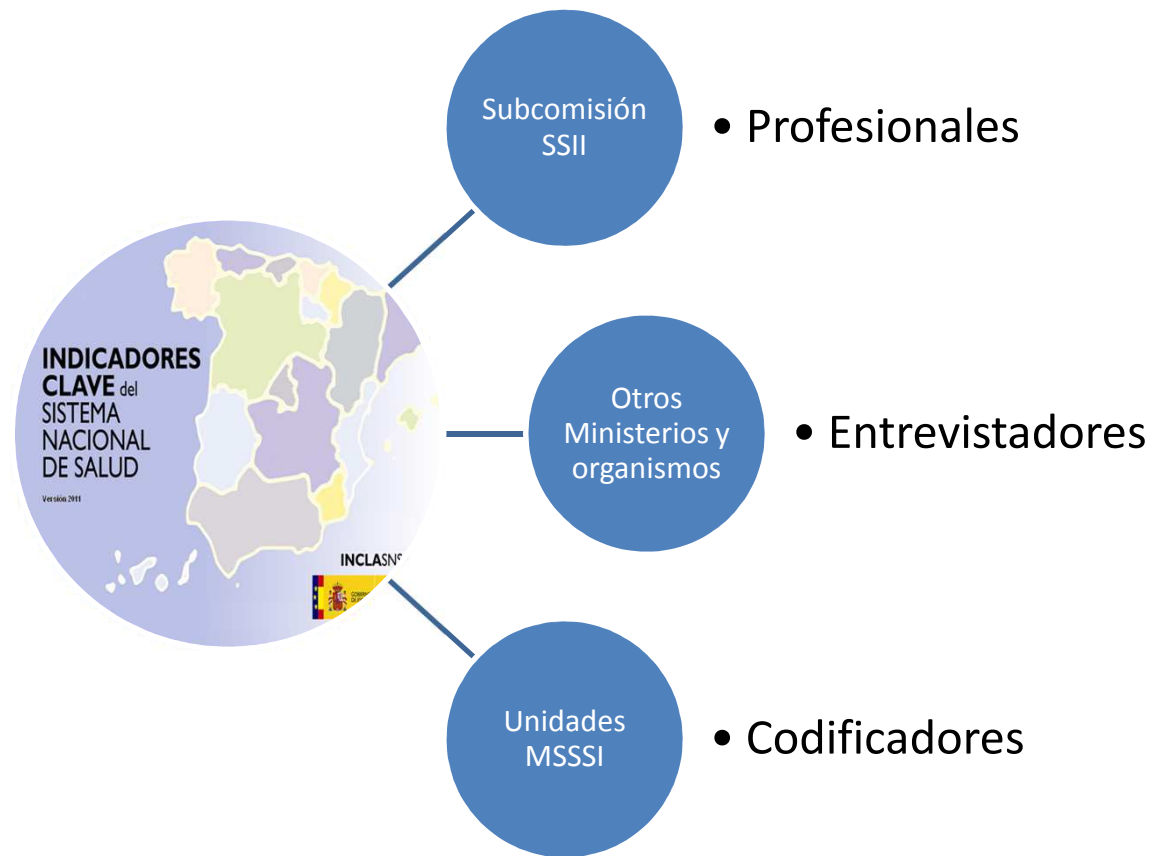 Subcomisión
SSII
• Profesionales
INDICADORES
CLAVE del
SISTEMA
NACIONAL
DE SALUD
Versión 2011
Otros
Ministerios y
organismos
• Entrevistadores
INCLASNS
Unidades
MSSSI
• Codificadores